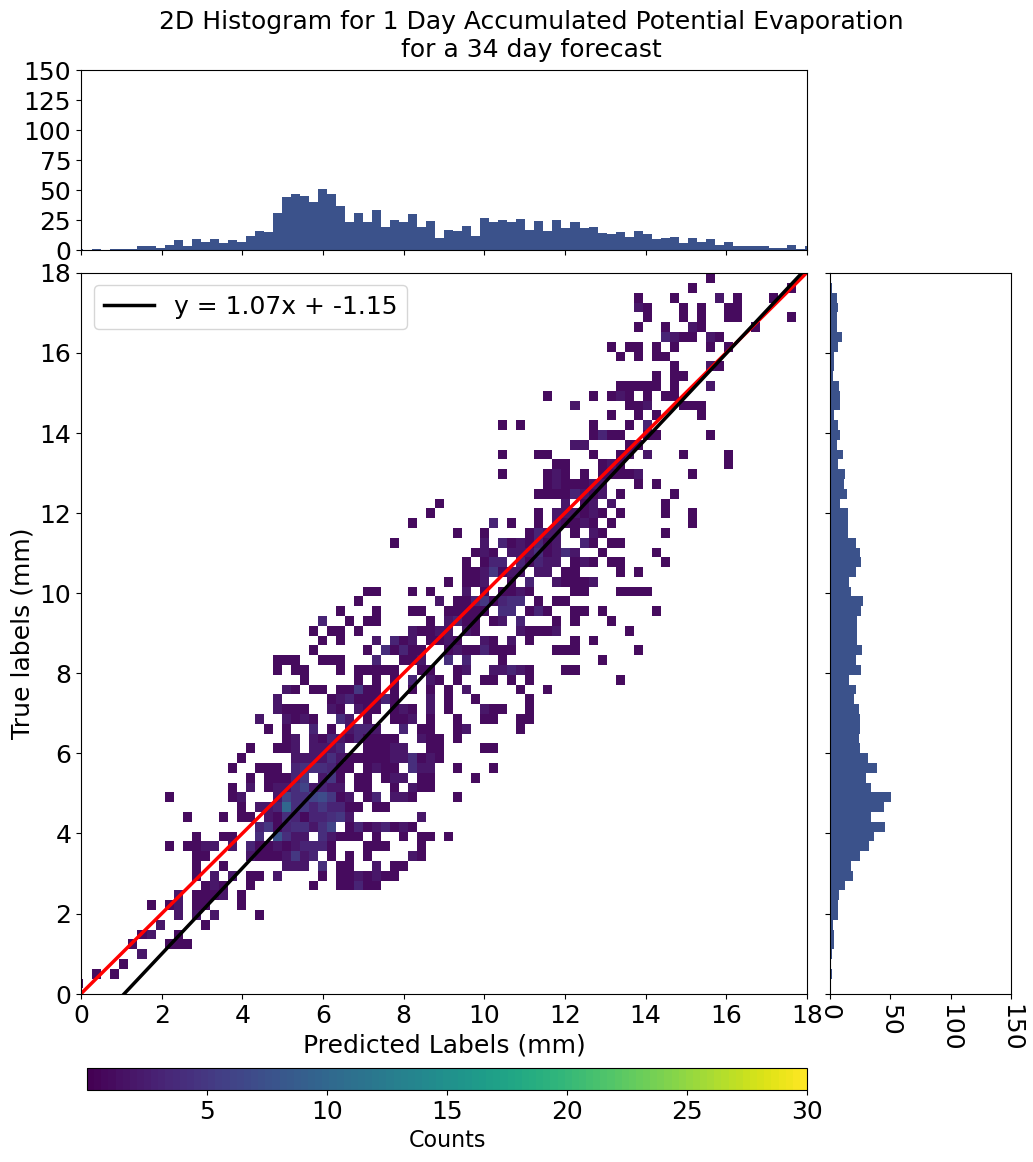 2D Histogram for 1 Day Accumulated Potential Evaporation
for a 34 day forecast
150
125
100
75
50
25
0
18
16
14
12
10
8
6
4
2
0
True labels (mm)
y = 1.07x + -1.15
0 2 4 6 8 10 12 14 16 18
Predicted Labels (mm)
0 50 100 150
5 10 15 20 25 30
Counts